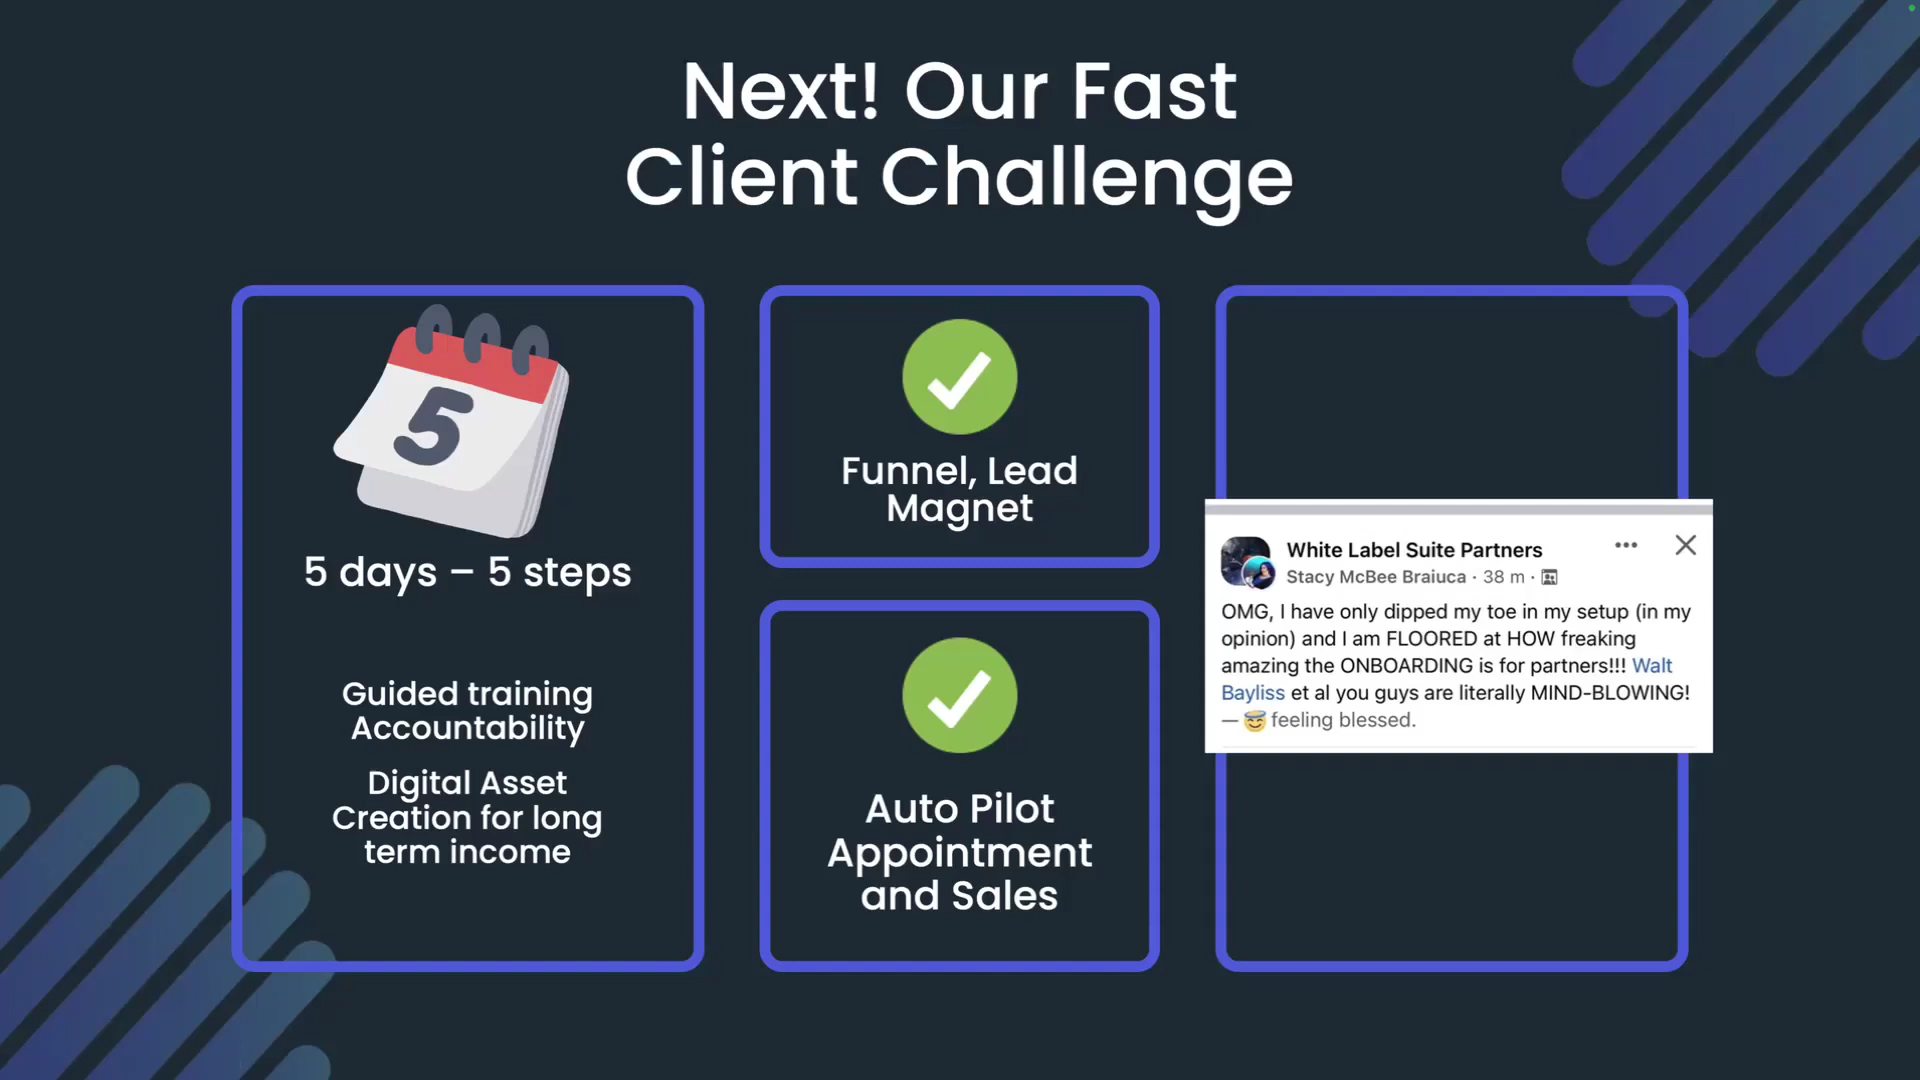 Next! Our Fast
Client Challenge
5
5 days – 5 steps
Guided training
Accountability
Digital Asset
Creation for long
term income
Funnel, Lead
Magnet
Auto Pilot
Appointment
and Sales
White Label Suite Partners
Stacy McBee Braiuca · 38 m ·
OMG, I have only dipped my toe in my setup (in my
opinion) and I am FLOORED at HOW freaking
amazing the ONBOARDING is for partners!!! Walt
Bayliss et al you guys are literally MIND-BLOWING!
— 😇 feeling blessed.